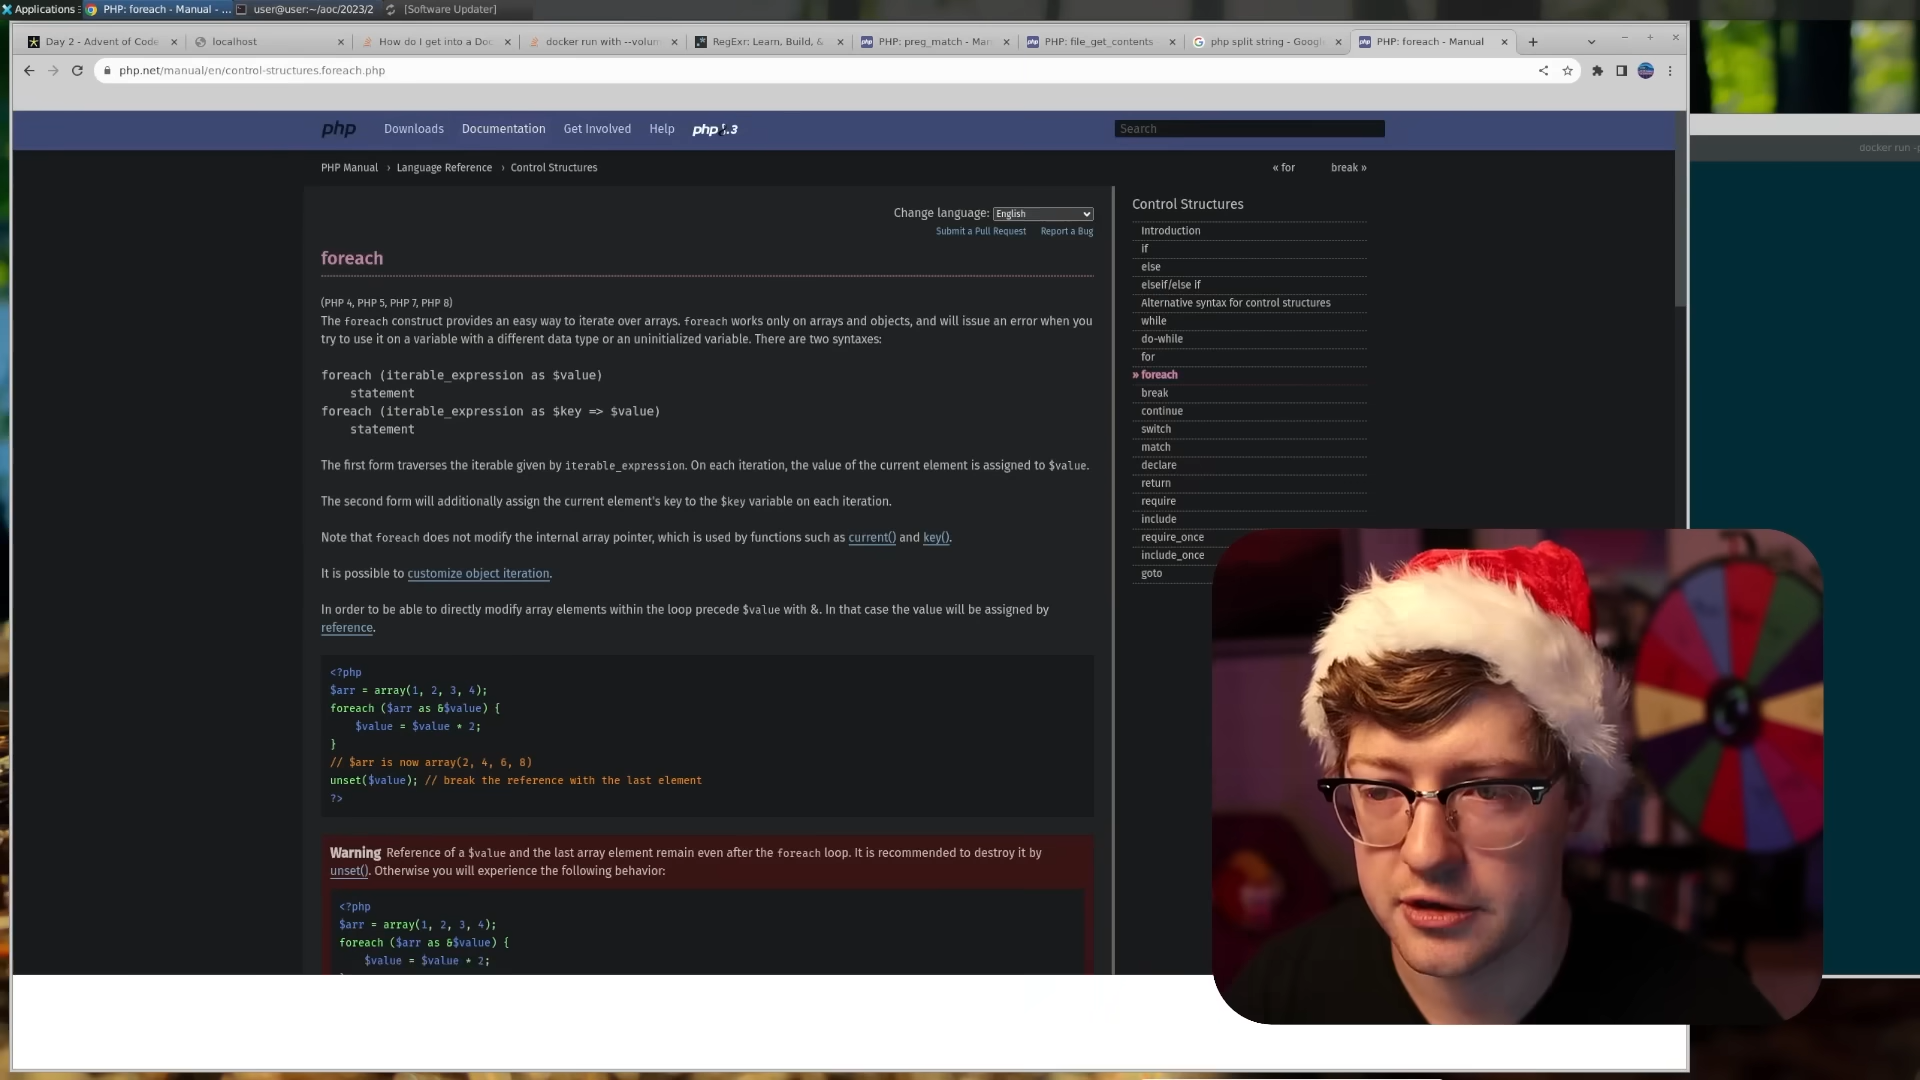 Applications
PHP: foreach - Manual - ...
user@user:~/aoc/2023/2
[Software Updater]
Day 2 - Advent of Code
localhost
How do I get into a Doc
docker run with --volum
RegExr: Learn, Build, &
PHP: preg_match - Man
PHP: file_get_contents
php split string - Google
PHP: foreach - Manual
php.net/manual/en/control-structures.foreach.php
php
Downloads
Documentation
Get Involved
Help
Search
PHP Manual › Language Reference › Control Structures
« for
break »
docker run -p
Change language: English
Submit a Pull Request
Report a Bug
foreach
(PHP 4, PHP 5, PHP 7, PHP 8)
The foreach construct provides an easy way to iterate over arrays. foreach works only on arrays and objects, and will issue an error when you
try to use it on a variable with a different data type or an uninitialized variable. There are two syntaxes:
foreach (iterable_expression as $value)
statement
foreach (iterable_expression as $key => $value)
statement
The first form traverses the iterable given by iterable_expression. On each iteration, the value of the current element is assigned to $value.
The second form will additionally assign the current element's key to the $key variable on each iteration.
Note that foreach does not modify the internal array pointer, which is used by functions such as current() and key().
It is possible to customize object iteration.
In order to be able to directly modify array elements within the loop precede $value with &. In that case the value will be assigned by
reference.
<?php
$arr = array(1, 2, 3, 4);
foreach ($arr as &$value) {
$value = $value * 2;
}
// $arr is now array(2, 4, 6, 8)
unset($value); // break the reference with the last element
?>
Warning Reference of a $value and the last array element remain even after the foreach loop. It is recommended to destroy it by
unset(). Otherwise you will experience the following behavior:
<?php
$arr = array(1, 2, 3, 4);
foreach ($arr as &$value) {
$value = $value * 2;
Control Structures
Introduction
if
else
elseif/else if
Alternative syntax for control structures
while
do-while
for
» foreach
break
continue
switch
match
declare
return
require
include
require_once
include_once
goto